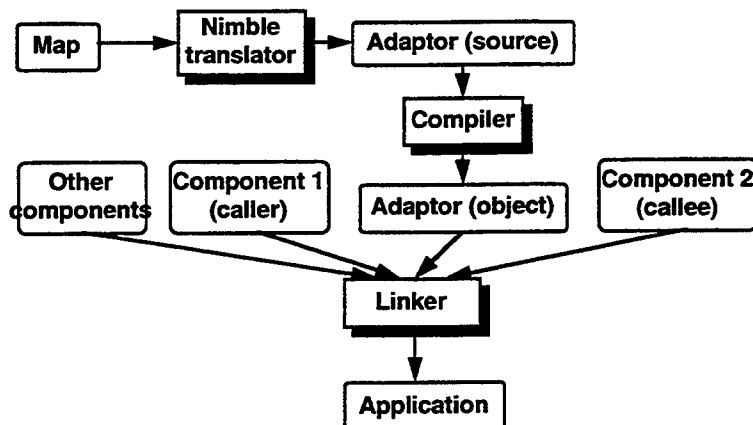 Map
Nimble
translator
Adaptor (source)
Compiler
Other
components
Component 1
(caller)
Adaptor (object)
Component 2
(callee)
Linker
Application